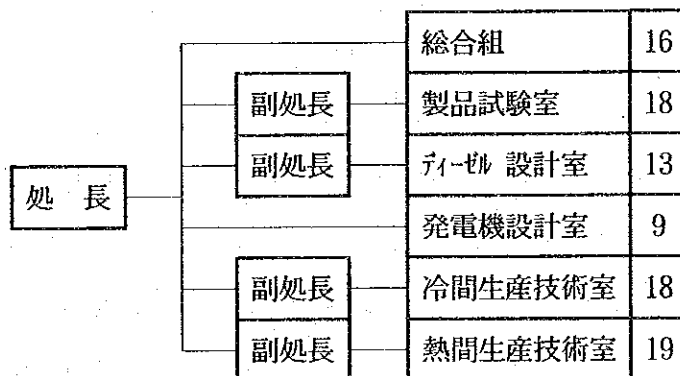 総合組 16
副処長 製品試験室 18
副処長 ディーゼル 設計室 13
処 長
発電機設計室 9
副処長 冷間生産技術室 18
副処長 熱間生産技術室 19